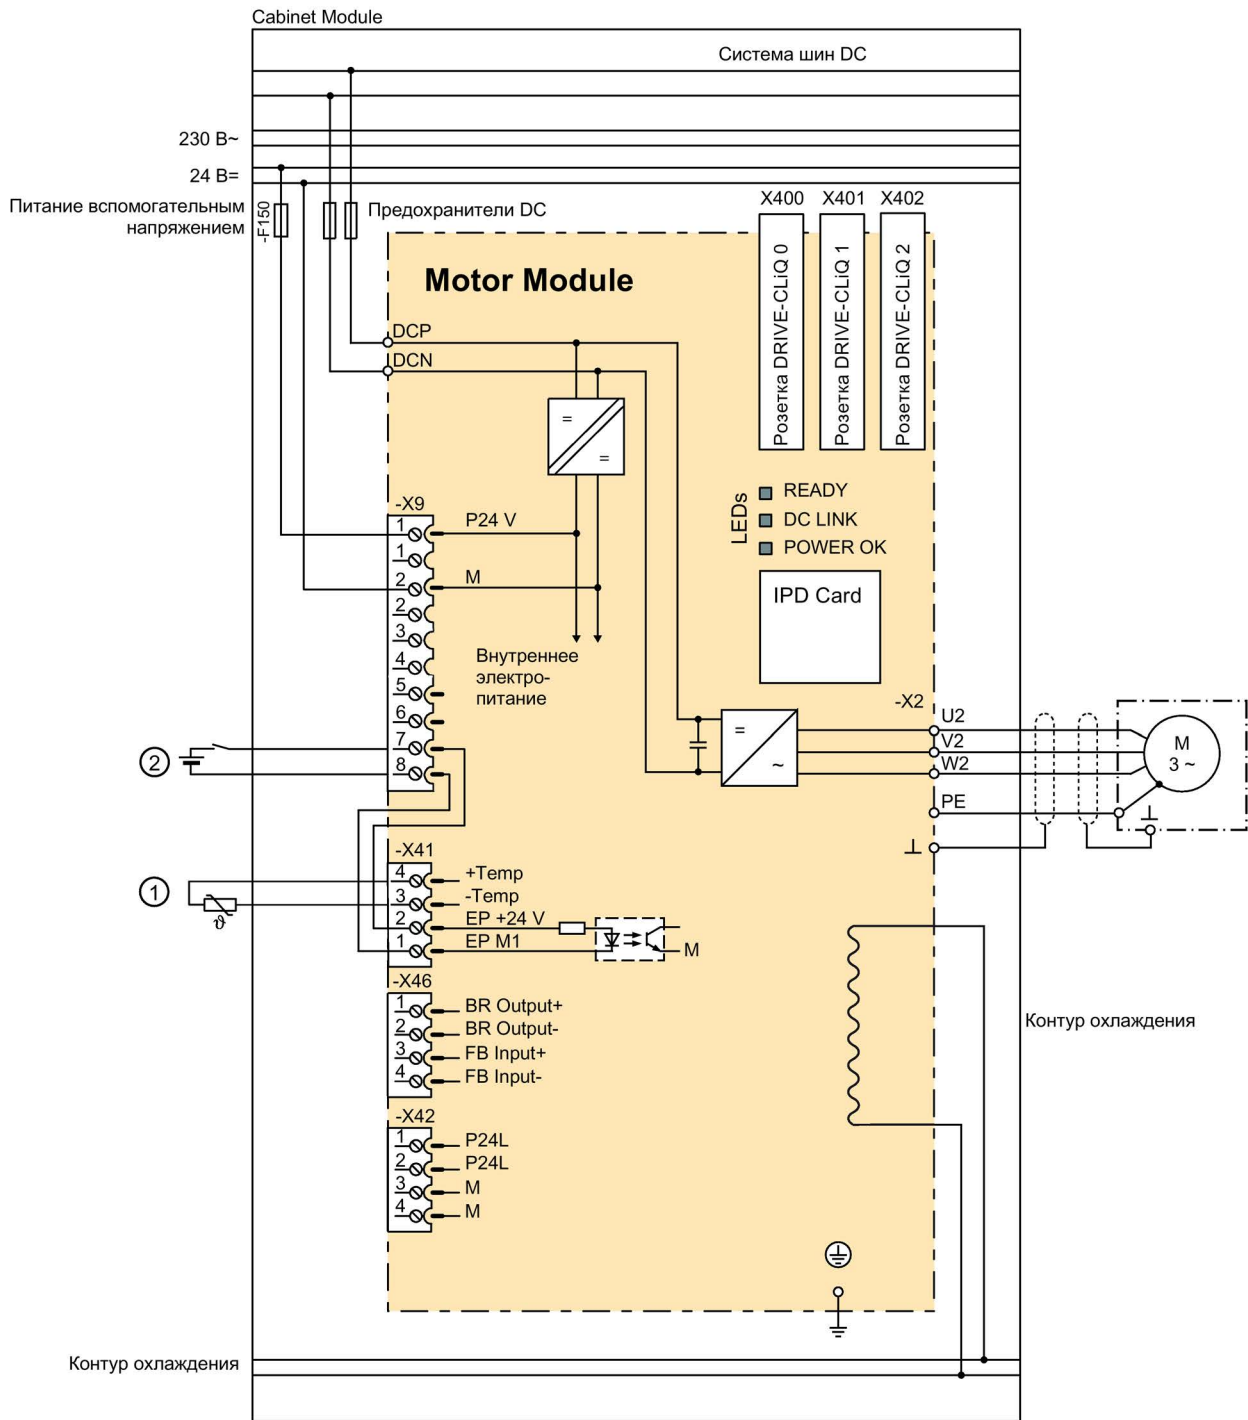 Cabinet Module
Система шин DC
230 В~
24 В=
Питание вспомогательным
напряжением
-F150
Предохранители DC
X400
X401
X402
Розетка DRIVE-CLiQ 0
Розетка DRIVE-CLiQ 1
Розетка DRIVE-CLiQ 2
Motor Module
DCP
DCN
=
=
LEDs
READY
DC LINK
POWER OK
IPD Card
-X9
1
P24 V
1
2
M
2
3
4
5
6
7
8
Внутреннее
электро-
питание
-X2
=
~
U2
V2
W2
PE
M
3 ~
2
1
ϑ
-X41
4
+Temp
3
-Temp
2
EP +24 V
1
EP M1
M
-X46
1
BR Output+
2
BR Output-
3
FB Input+
4
FB Input-
-X42
1
P24L
2
P24L
3
M
4
M
Контур охлаждения
Контур охлаждения